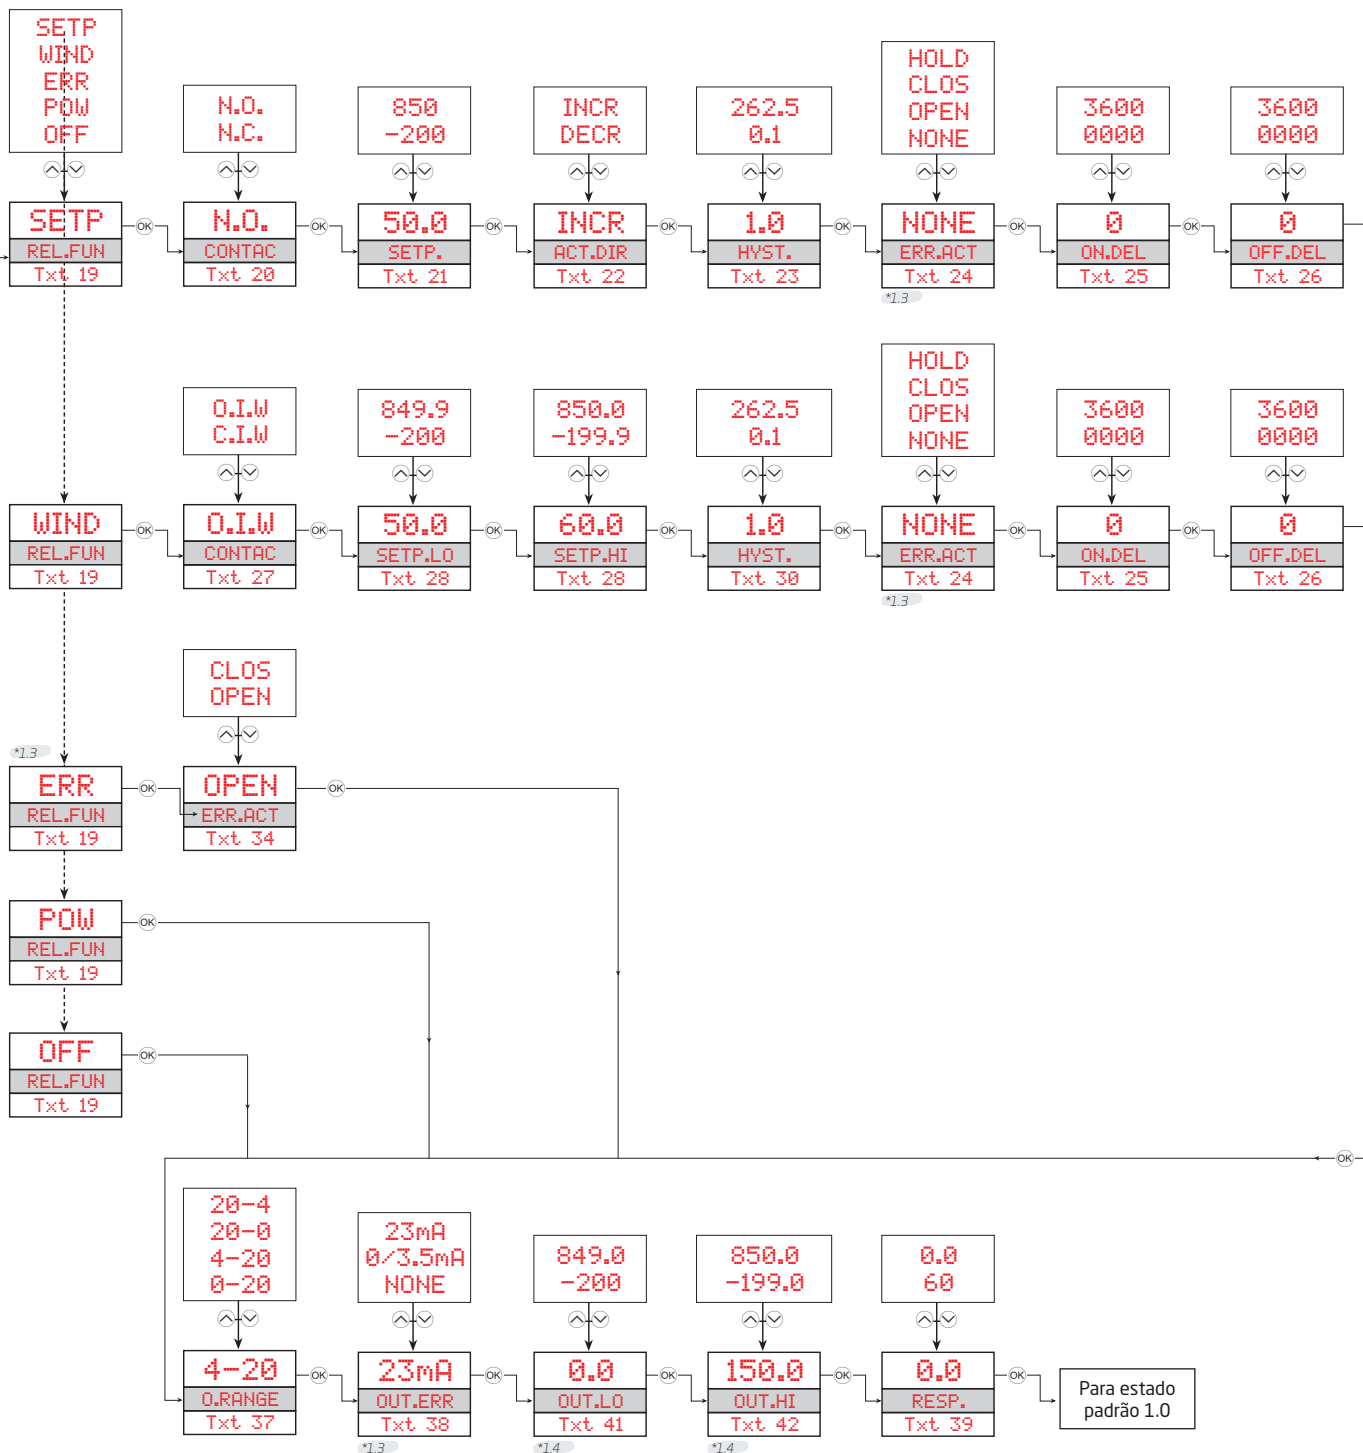 SETP
WIND
ERR
POW
OFF
N.O.
N.C.
850
-200
INCR
DECR
262.5
0.1
HOLD
CLOS
OPEN
NONE
3600
0000
3600
0000
SETP
REL.FUN
Txt 19
OK
N.O.
CONTAC
Txt 20
OK
50.0
SETP.
Txt 21
OK
INCR
ACT.DIR
Txt 22
OK
1.0
HYST.
Txt 23
OK
NONE
ERR.ACT
Txt 24
*1.3
OK
0
ON.DEL
Txt 25
OK
0
OFF.DEL
Txt 26
O.I.W
C.I.W
849.9
-200
850.0
-199.9
262.5
0.1
HOLD
CLOS
OPEN
NONE
3600
0000
3600
0000
WIND
REL.FUN
Txt 19
OK
O.I.W
CONTAC
Txt 27
OK
50.0
SETP.LO
Txt 28
OK
60.0
SETP.HI
Txt 28
OK
1.0
HYST.
Txt 30
OK
NONE
ERR.ACT
Txt 24
*1.3
OK
0
ON.DEL
Txt 25
OK
0
OFF.DEL
Txt 26
CLOS
OPEN
*1.3
ERR
REL.FUN
Txt 19
OK
OPEN
ERR.ACT
Txt 34
OK
POW
REL.FUN
Txt 19
OK
OFF
REL.FUN
Txt 19
OK
OK
20-4
20-0
4-20
0-20
23mA
0/3.5mA
NONE
849.0
-200
850.0
-199.0
0.0
60
4-20
O.RANGE
Txt 37
OK
23mA
OUT.ERR
Txt 38
*1.3
OK
0.0
OUT.LO
Txt 41
*1.4
OK
150.0
OUT.HI
Txt 42
*1.4
OK
0.0
RESP.
Txt 39
OK
Para estado
padrão 1.0